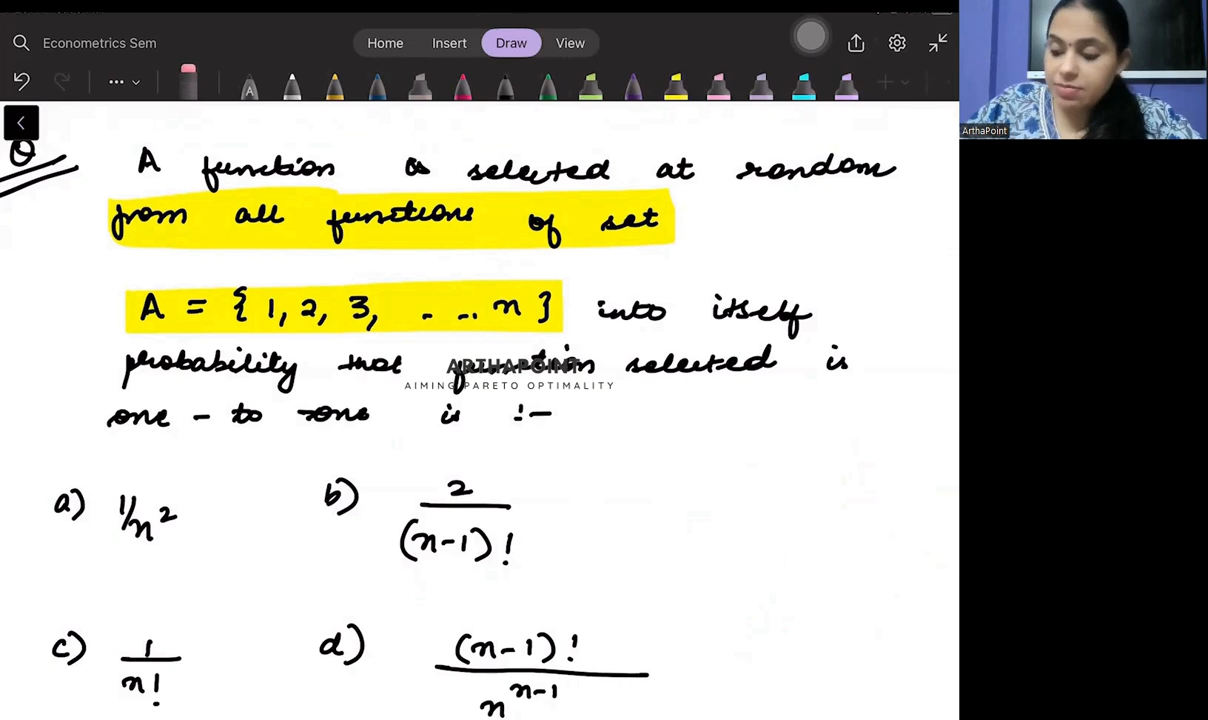 Econometrics Sem
Home Insert Draw View
A
Q
A function is selected at random
from all functions of set
A = { 1, 2, 3, - - .. n } into itself
probability that function selected is
one - to - one is :-
ARTHAPOINT
AIMING PARETO OPTIMALITY
a) 1/n² b) 2/(n-1)!
c) 1/n! d) (n-1)!/n^(n-1)
ArthaPoint